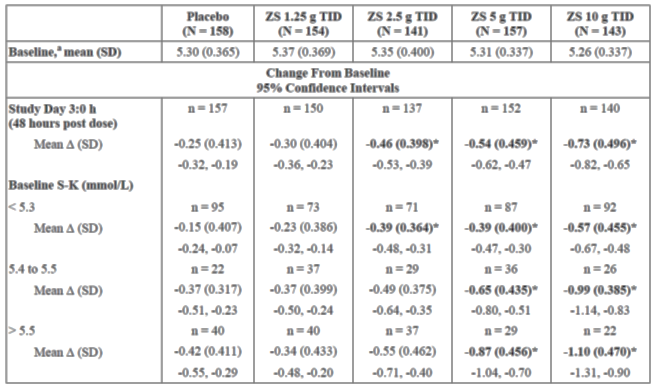 Placebo ZS 1.25 g TID ZS 2.5 g TID ZS 5 g TID ZS 10 g TID
(N = 158) (N = 154) (N = 141) (N = 157) (N = 143)
Baseline,a mean (SD) 5.30 (0.365) 5.37 (0.369) 5.35 (0.400) 5.31 (0.337) 5.26 (0.337)
Change From Baseline
95% Confidence Intervals
Study Day 3:0 h n = 157 n = 150 n = 137 n = 152 n = 140
(48 hours post dose)
Mean Δ (SD) -0.25 (0.413) -0.30 (0.404) -0.46 (0.398)* -0.54 (0.459)* -0.73 (0.496)*
-0.32, -0.19 -0.36, -0.23 -0.53, -0.39 -0.62, -0.47 -0.82, -0.65
Baseline S-K (mmol/L)
< 5.3 n = 95 n = 73 n = 71 n = 87 n = 92
Mean Δ (SD) -0.15 (0.407) -0.23 (0.386) -0.39 (0.364)* -0.39 (0.400)* -0.57 (0.455)*
-0.24, -0.07 -0.32, -0.14 -0.48, -0.31 -0.47, -0.30 -0.67, -0.48
5.4 to 5.5 n = 22 n = 37 n = 29 n = 36 n = 26
Mean Δ (SD) -0.37 (0.317) -0.37 (0.399) -0.49 (0.375) -0.65 (0.435)* -0.99 (0.385)*
-0.51, -0.23 -0.50, -0.24 -0.64, -0.35 -0.80, -0.51 -1.14, -0.83
> 5.5 n = 40 n = 40 n = 37 n = 29 n = 22
Mean Δ (SD) -0.42 (0.411) -0.34 (0.433) -0.55 (0.462) -0.87 (0.456)* -1.10 (0.470)*
-0.55, -0.29 -0.48, -0.20 -0.71, -0.40 -1.04, -0.70 -1.31, -0.90